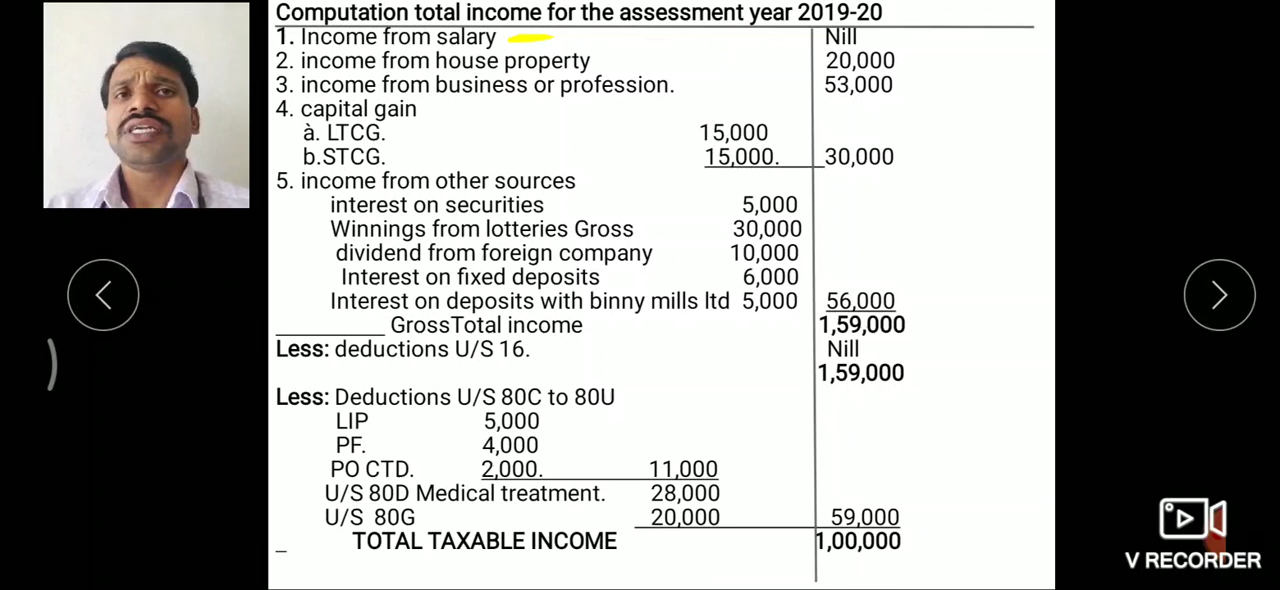 Computation total income for the assessment year 2019-20
1. Income from salary Nill
2. income from house property 20,000
3. income from business or profession. 53,000
4. capital gain
à. LTCG. 15,000
b.STCG. 15,000. 30,000
5. income from other sources
interest on securities 5,000
Winnings from lotteries Gross 30,000
dividend from foreign company 10,000
Interest on fixed deposits 6,000
Interest on deposits with binny mills ltd 5,000 56,000
GrossTotal income 1,59,000
Less: deductions U/S 16. Nill
1,59,000
Less: Deductions U/S 80C to 80U
LIP 5,000
PF. 4,000
PO CTD. 2,000. 11,000
U/S 80D Medical treatment. 28,000
U/S 80G 20,000 59,000
TOTAL TAXABLE INCOME 1,00,000
V RECORDER